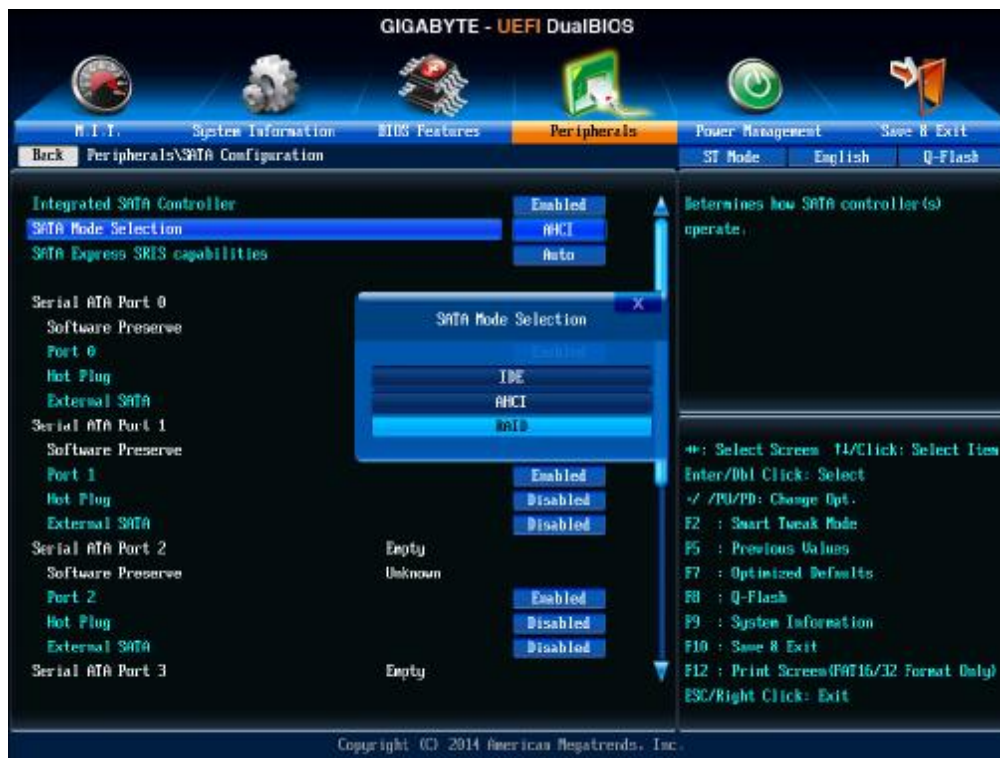 GIGABYTE - UEFI DualBIOS
M.I.T. System Information BIOS Features Peripherals Power Management Save & Exit
Back Peripherals\SATA Configuration ST Mode English Q-Flash
Integrated SATA Controller Enabled
SATA Mode Selection AHCI
SATA Express SRIS capabilities Auto
Determines how SATA controller(s)
operate.
Serial ATA Port 0
Software Preserve
Port 0 Enabled
Hot Plug
External SATA
Serial ATA Port 1
Software Preserve
Port 1 Enabled
Hot Plug Disabled
External SATA Disabled
Serial ATA Port 2 Empty
Software Preserve Unknown
Port 2 Enabled
Hot Plug Disabled
External SATA Disabled
Serial ATA Port 3 Empty
X
SATA Mode Selection
IDE
AHCI
RAID
: Select Screen ↑↓/Click: Select Item
Enter/Dbl Click: Select
/PU/PD: Change Opt.
F2 : Smart Tweak Mode
F5 : Previous Values
F7 : Optimized Defaults
F8 : Q-Flash
F9 : System Information
F10 : Save & Exit
F12 : Print Screen(FAT16/32 Format Only)
ESC/Right Click: Exit
Copyright (C) 2014 American Megatrends, Inc.